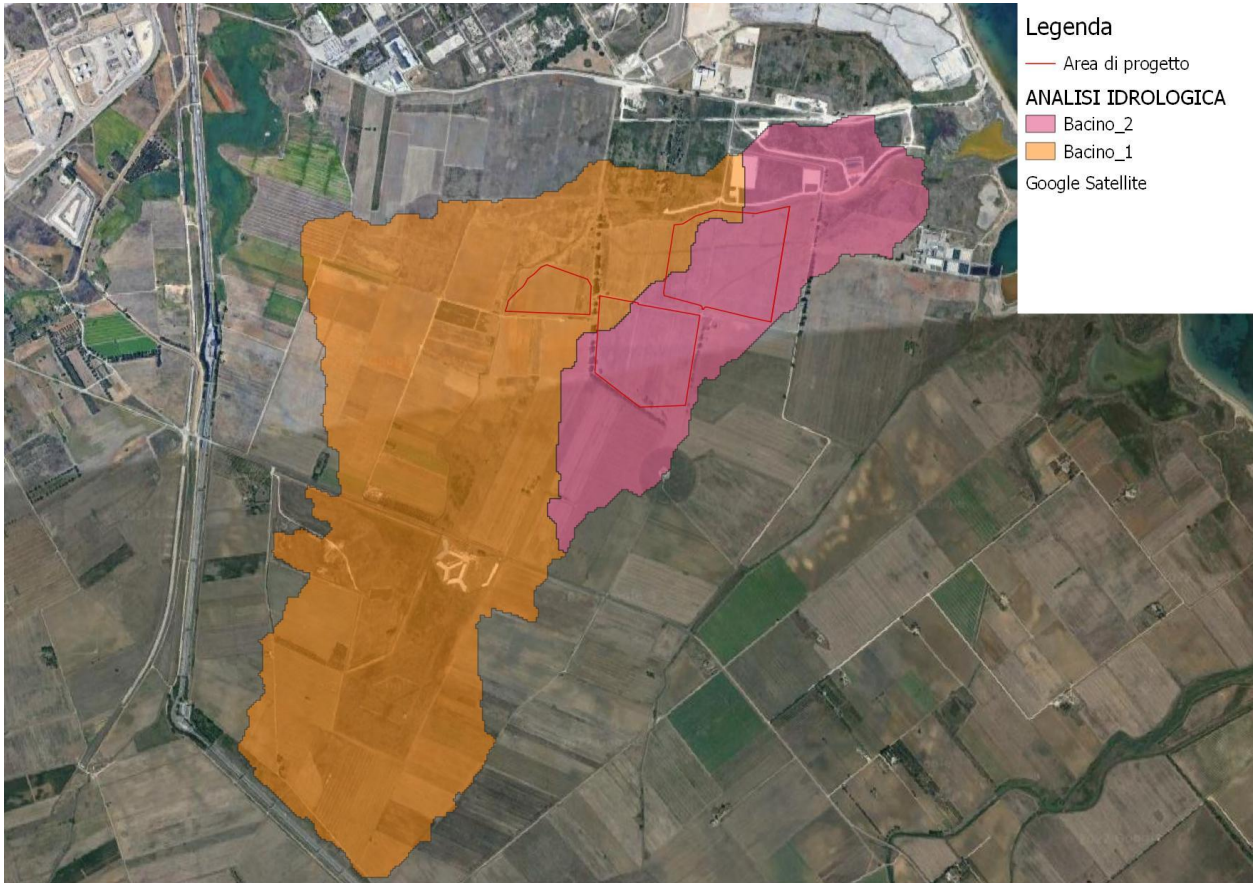 Legenda
Area di progetto
ANALISI IDROLOGICA
Bacino_2
Bacino_1
Google Satellite